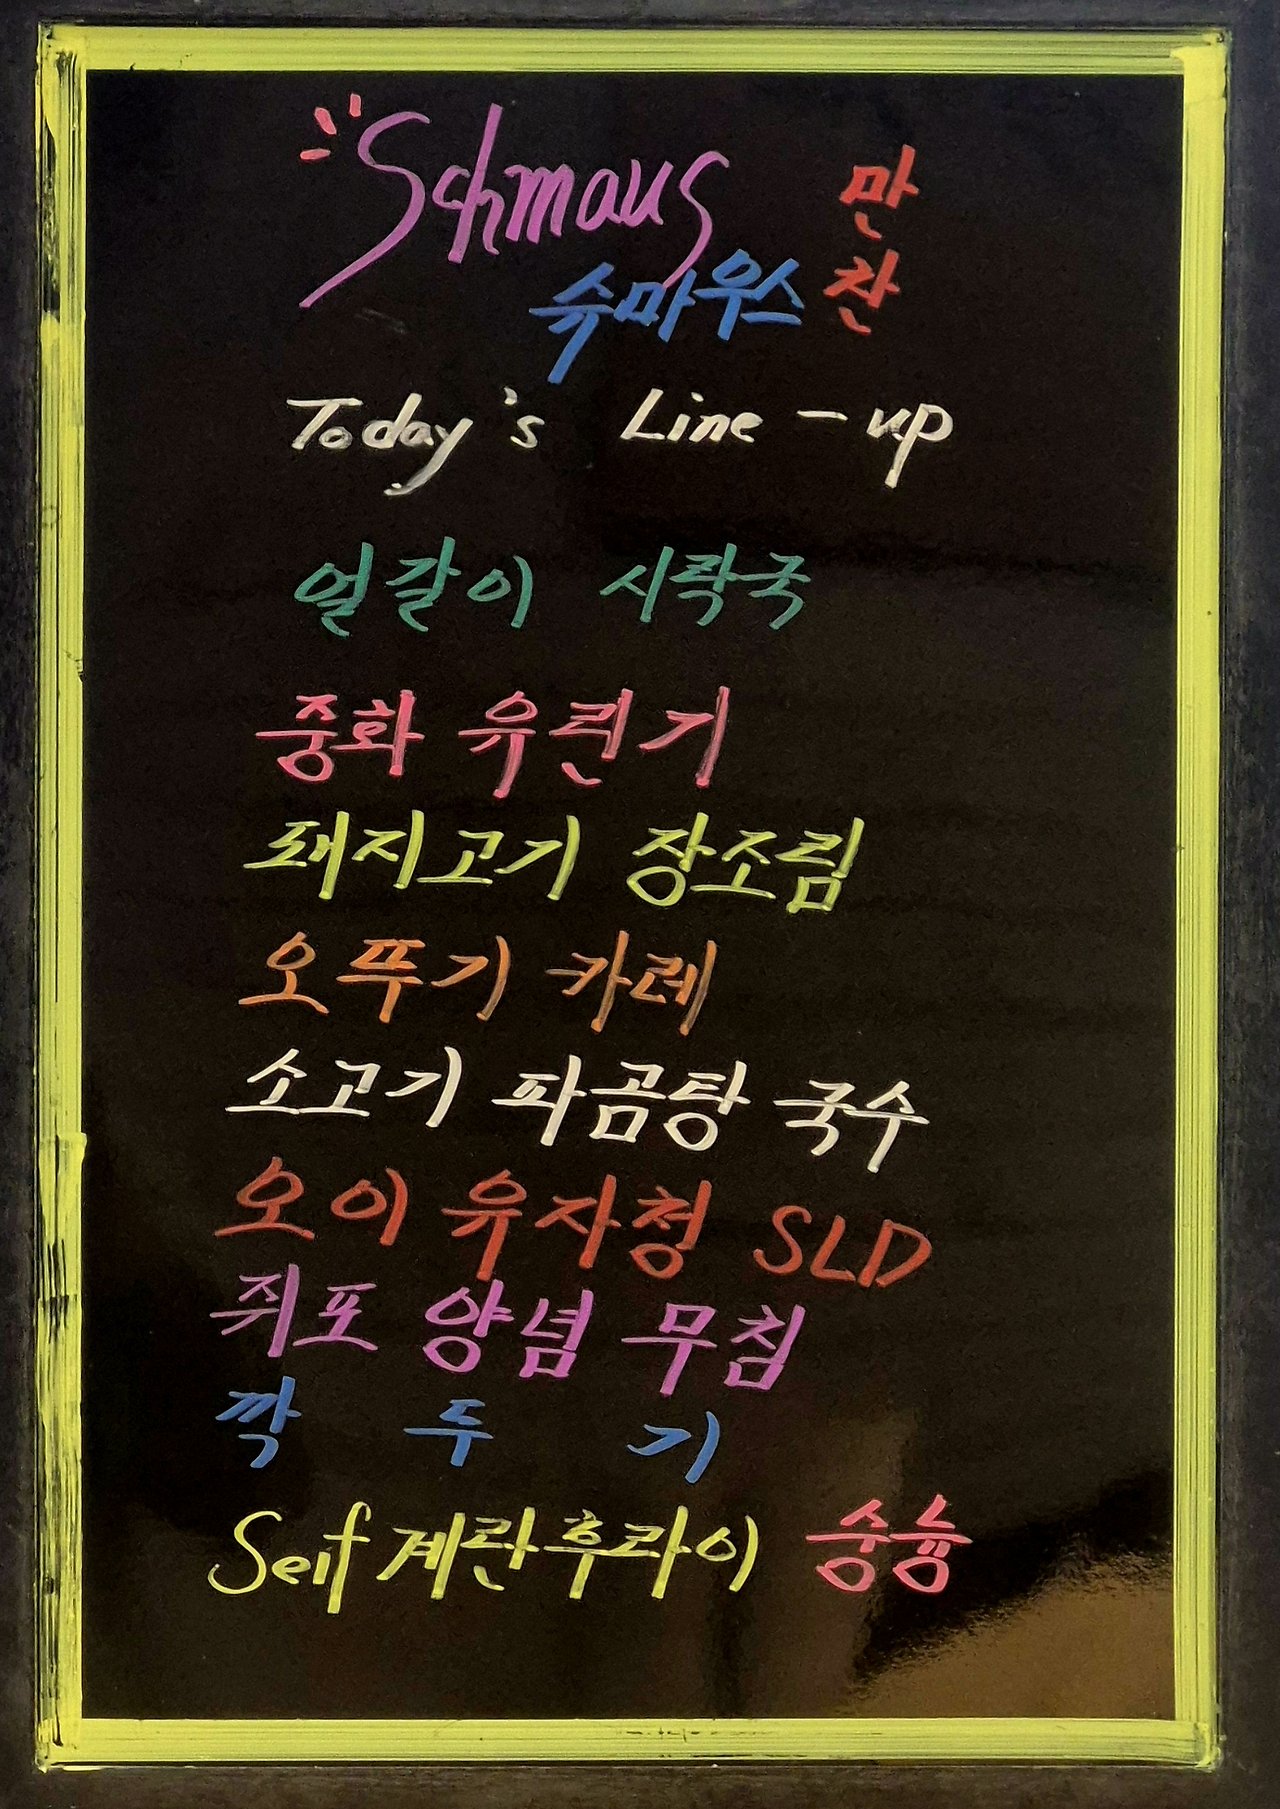 Schmaus
슈마우스
만찬
Today's Line-up
얼갈이 시락국
중화 유린기
돼지고기 장조림
오뚜기 카레
소고기 파곰탕 국수
오이 유자청 SLD
쥐포 양념 무침
깍두기
Self 계란후라이 숭늉